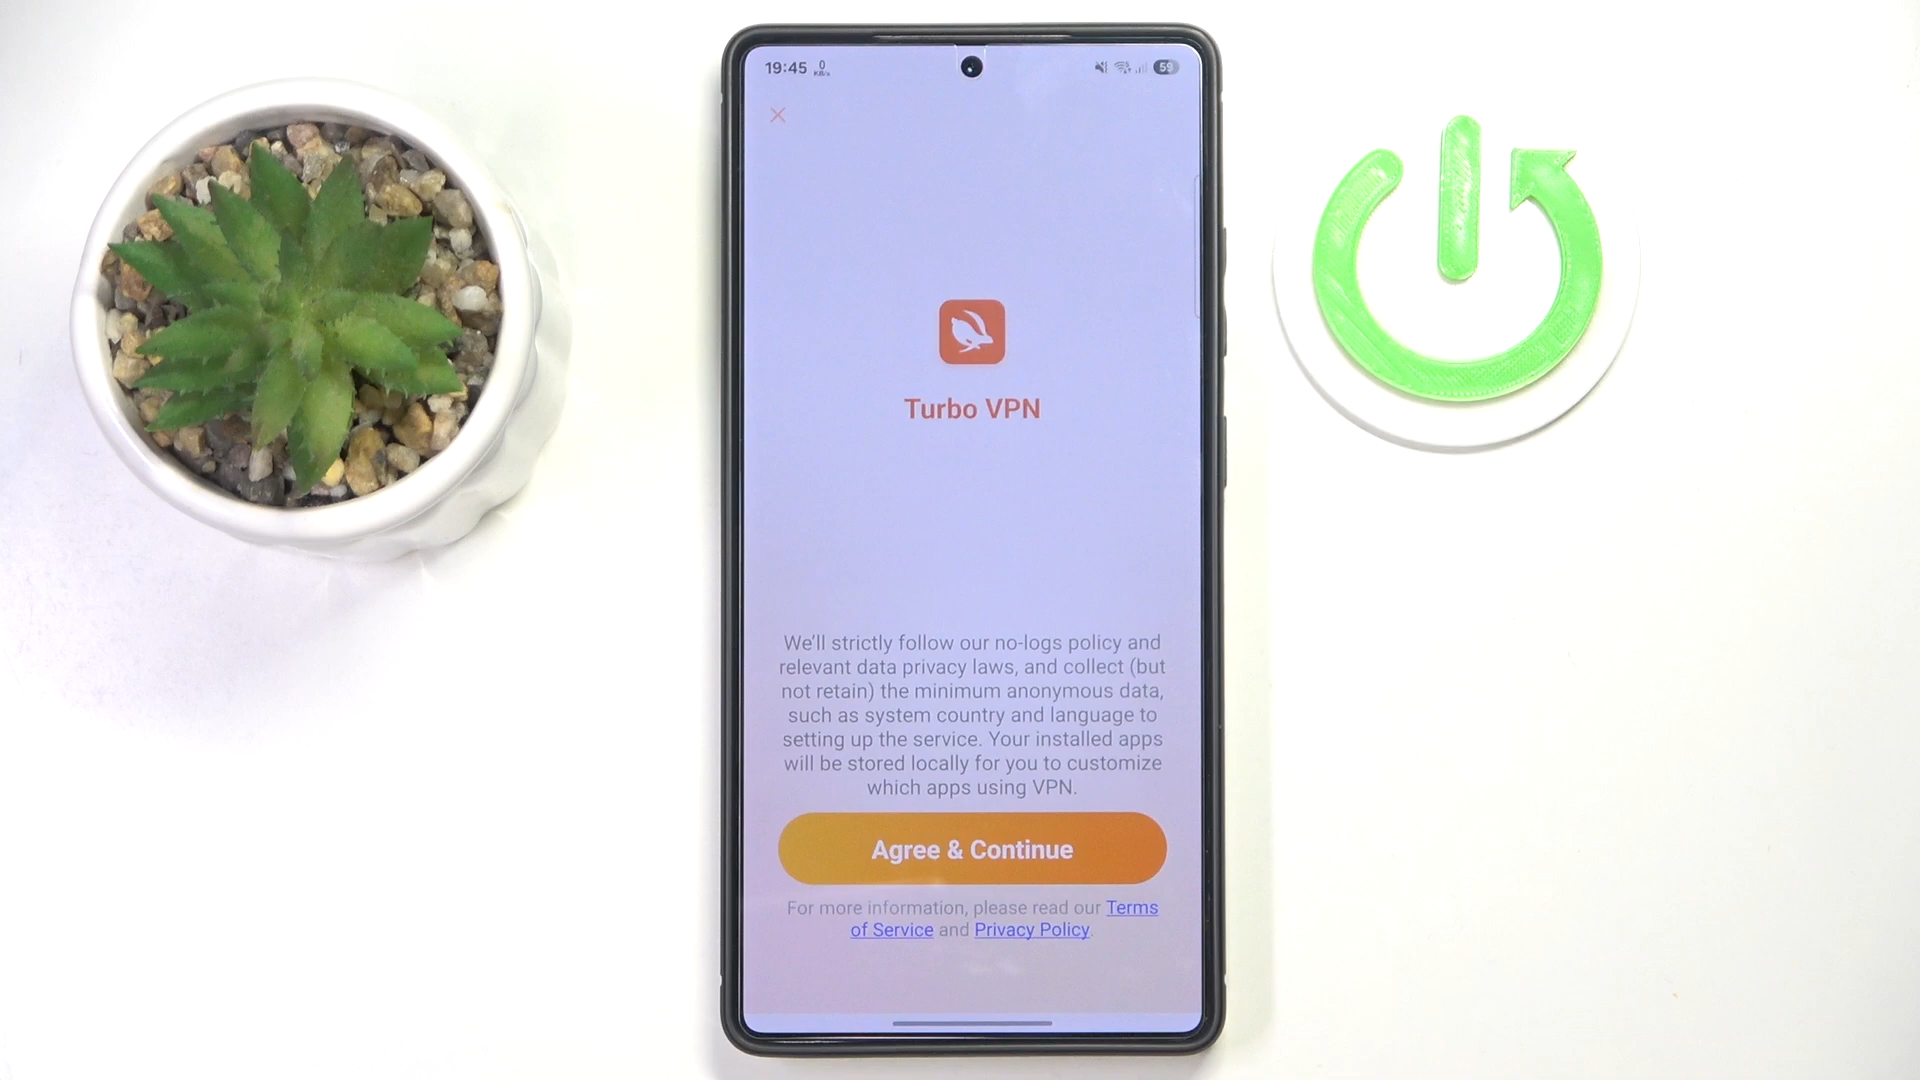 19:45 0 KB/s 59
Turbo VPN
We'll strictly follow our no-logs policy and
relevant data privacy laws, and collect (but
not retain) the minimum anonymous data,
such as system country and language to
setting up the service. Your installed apps
will be stored locally for you to customize
which apps using VPN.
Agree & Continue
For more information, please read our Terms
of Service and Privacy Policy.